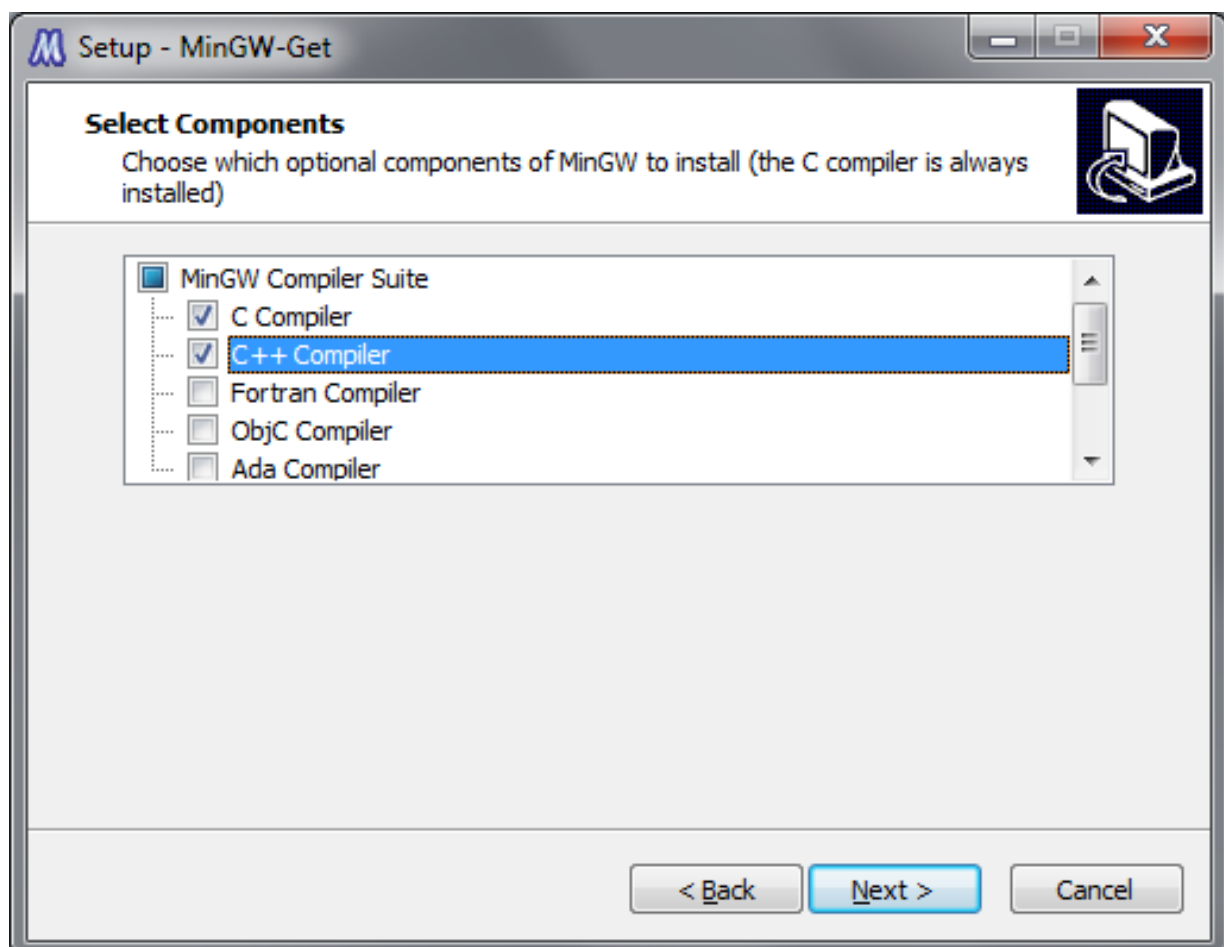 Setup - MinGW-Get
Select Components
Choose which optional components of MinGW to install (the C compiler is always
installed)
MinGW Compiler Suite
C Compiler
C++ Compiler
Fortran Compiler
ObjC Compiler
Ada Compiler
< Back Next > Cancel